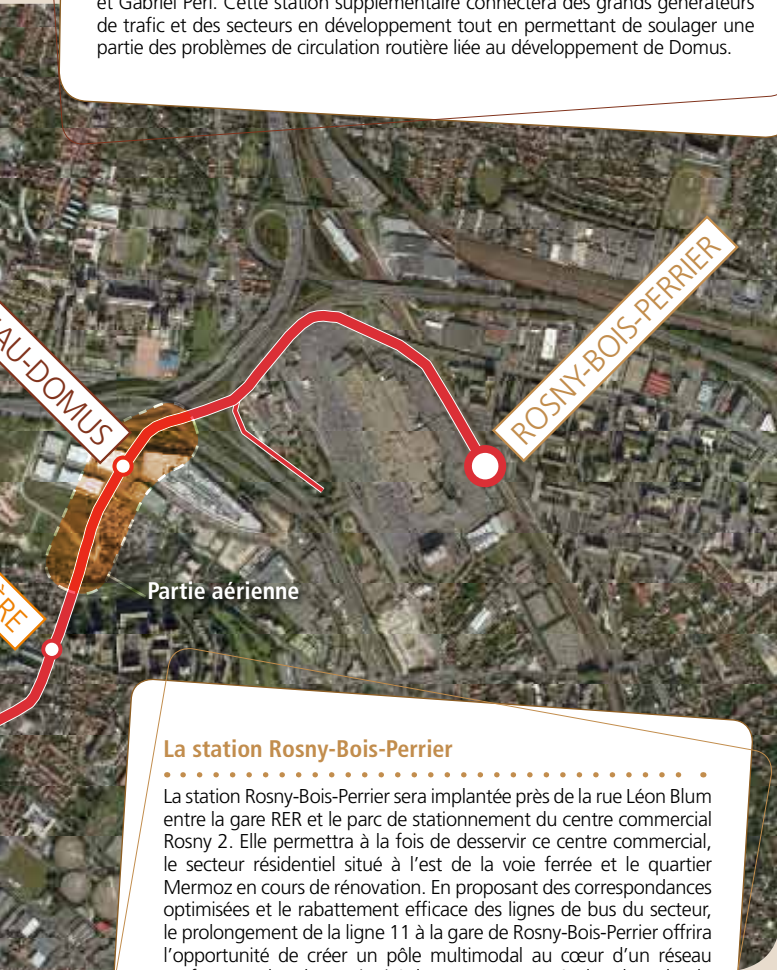 et Gabriel Péri. Cette station supplémentaire connectera des grands générateurs
de trafic et des secteurs en développement tout en permettant de soulager une
partie des problèmes de circulation routière liée au développement de Domus.
ROSNY-BOIS-PERRIER
AU-DOMUS
Partie aérienne
ÈRE
La station Rosny-Bois-Perrier
La station Rosny-Bois-Perrier sera implantée près de la rue Léon Blum
entre la gare RER et le parc de stationnement du centre commercial
Rosny 2. Elle permettra à la fois de desservir ce centre commercial,
le secteur résidentiel situé à l'est de la voie ferrée et le quartier
Mermoz en cours de rénovation. En proposant des correspondances
optimisées et le rabattement efficace des lignes de bus du secteur,
le prolongement de la ligne 11 à la gare de Rosny-Bois-Perrier offrira
l'opportunité de créer un pôle multimodal au cœur d'un réseau